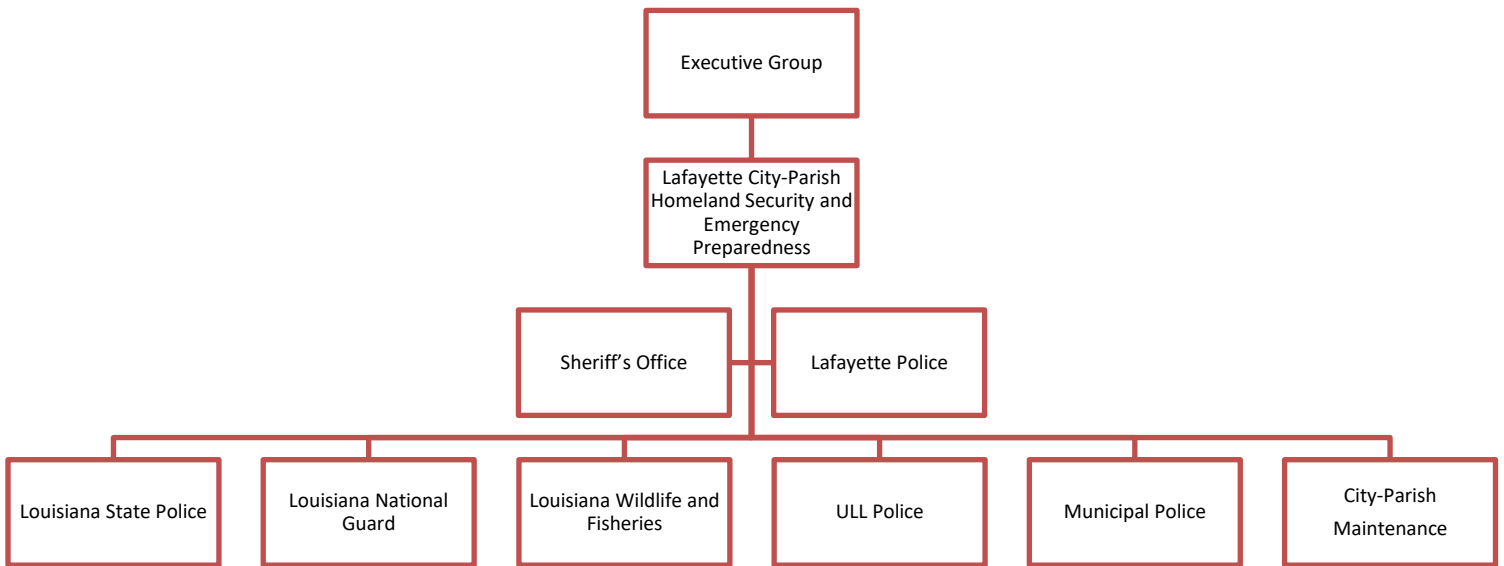 Executive Group
Lafayette City-Parish
Homeland Security and
Emergency
Preparedness
Sheriff’s Office
Lafayette Police
Louisiana State Police
Louisiana National
Guard
Louisiana Wildlife and
Fisheries
ULL Police
Municipal Police
City-Parish
Maintenance